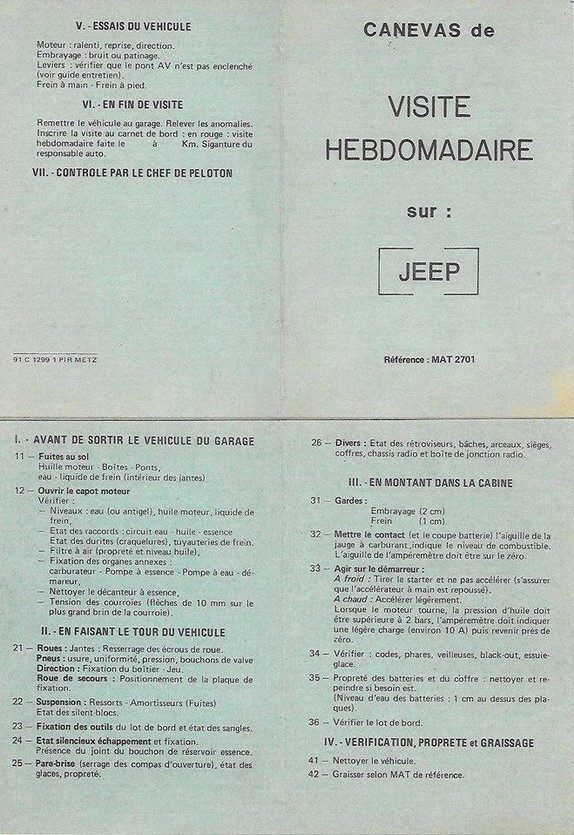 CANEVAS de
VISITE
HEBDOMADAIRE
sur :
JEEP
Référence : MAT 2701
I. - AVANT DE SORTIR LE VEHICULE DU GARAGE
11 — Fuites au sol
Huille moteur - Boîtes - Ponts,
eau - liquide de frein (intérieur des jantes)
12 — Ouvrir le capot moteur
Vérifier :
— Niveaux : eau (ou antigel), huile moteur, liquide de
frein,
— Etat des raccords : circuit eau - huile - essence
Etat des durites (craquelures), tuyauteries de frein.
— Filtre à air (propreté et niveau huile),
— Fixation des organes annexes :
carburateur - Pompe à essence - Pompe à eau - dé-
mareur,
— Nettoyer le décanteur à essence,
— Tension des courroies (flêches de 10 mm sur le
plus grand brin de la courroie).
II. - EN FAISANT LE TOUR DU VEHICULE
21 — Roues : Jantes : Resserrage des écrous de roue.
Pneus : usure, uniformité, pression, bouchons de valve
Direction : Fixation du boîtier - Jeu.
Roue de secours : Positionnement de la plaque de
fixation.
22 — Suspension : Ressorts - Amortisseurs (Fuites)
Etat des silent-blocs.
23 — Fixation des outils du lot de bord et état des sangles.
24 — Etat silencieux échappement et fixation.
Présence du joint du bouchon de réservoir essence.
25 — Pare-brise (serrage des compas d'ouverture), état des
glaces, propreté.
26 — Divers : Etat des rétroviseurs, bâches, arceaux, sièges,
coffres, chassis radio et boîte de jonction radio.
III. - EN MONTANT DANS LA CABINE
31 — Gardes :
Embrayage (2 cm)
Frein (1 cm)
32 — Mettre le contact (et le coupe batterie) l'aiguille de la
jauge à carburant,indique le niveau de combustible.
L'aiguille de l'ampéremètre doit être sur le zéro.
33 — Agir sur le démarreur :
A froid : Tirer le starter et ne pas accélérer (s'assurer
que l'accélérateur à main est repoussé).
A chaud : Accélérer légèrement.
Lorsque le moteur tourne, la pression d'huile doit
être supérieure à 2 bars, l'ampéremètre doit indiquer
une légére charge (environ 10 A) puis revenir prés de
zéro.
34 — Vérifier : codes, phares, veilleuses, black-out, essuie-
glace.
35 — Propreté des batteries et du coffre : nettoyer et re-
peindre si besoin est.
(Niveau d'eau des batteries : 1 cm au dessus des pla-
ques).
36 — Vérifier le lot de bord.
IV. - VERIFICATION, PROPRETE et GRAISSAGE
41 — Nettoyer le véhicule.
42 — Graisser selon MAT de référence.
V. - ESSAIS DU VEHICULE
Moteur : ralenti, reprise, direction.
Embrayage : bruit ou patinage.
Leviers : vérifier que le pont AV n'est pas enclenché
(voir guide entretien).
Frein à main - Frein à pied.
VI. - EN FIN DE VISITE
Remettre le véhicule au garage. Relever les anomalies.
Inscrire la visite au carnet de bord : en rouge : visite
hebdomadaire faite le à Km. Siganture du
responsable auto.
VII. - CONTROLE PAR LE CHEF DE PELOTON
91 C 1299 1 PIR METZ